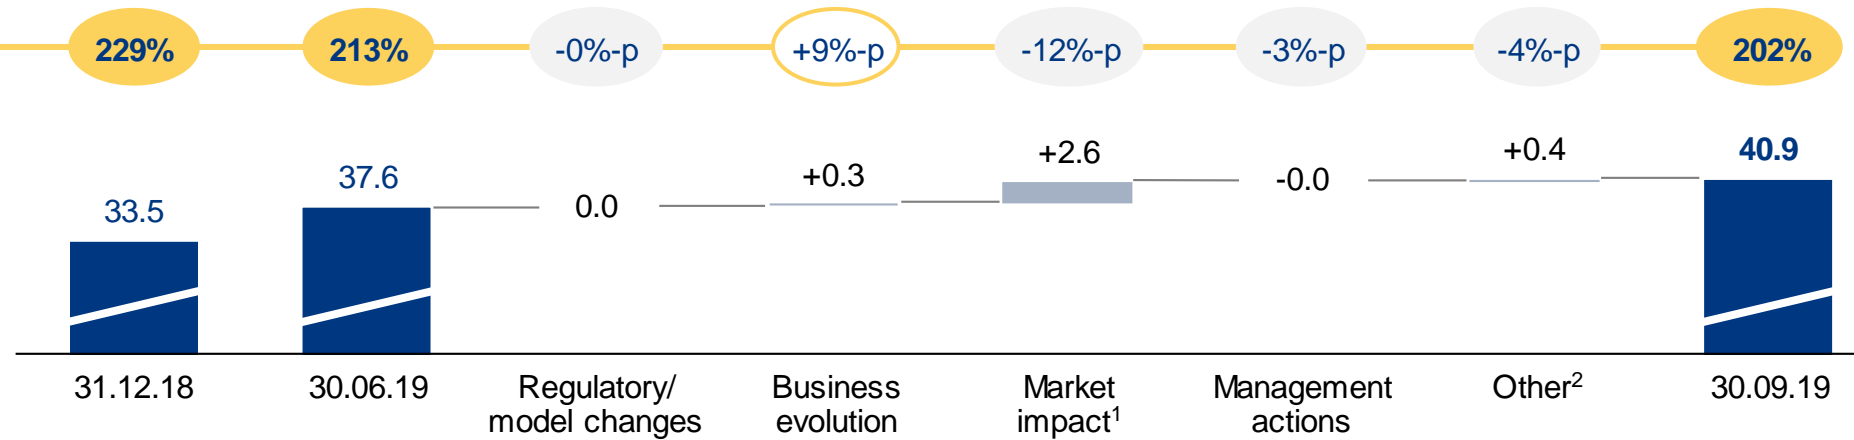 229% 213% -0%-p +9%-p -12%-p -3%-p -4%-p 202%
33.5 37.6 0.0 +0.3 +2.6 -0.0 +0.4 40.9
31.12.18 30.06.19 Regulatory/ Business Market Management Other² 30.09.19
model changes evolution impact¹ actions